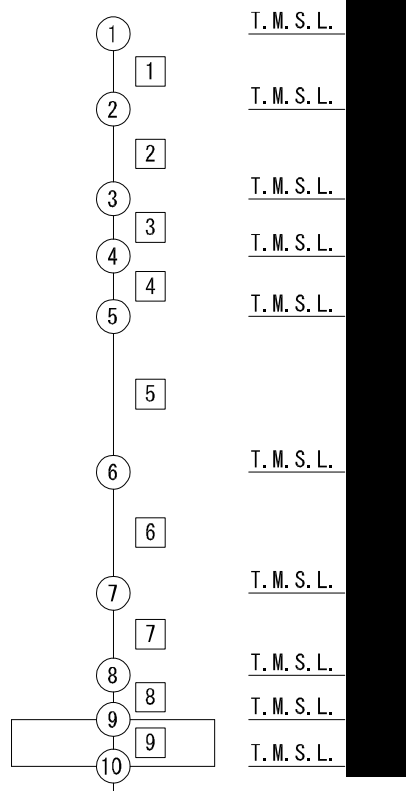 1 T.M.S.L.
1
2 T.M.S.L.
2
3 T.M.S.L.
3
4 T.M.S.L.
4
5 T.M.S.L.
5
6 T.M.S.L.
6
7 T.M.S.L.
7
8 T.M.S.L.
8
9 T.M.S.L.
9
10 T.M.S.L.